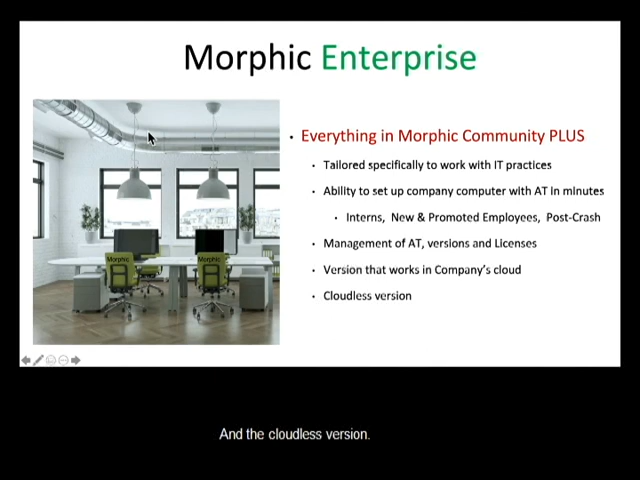 Morphic Enterprise
• Everything in Morphic Community PLUS
• Tailored specifically to work with IT practices
• Ability to set up company computer with AT in minutes
• Interns, New & Promoted Employees, Post-Crash
• Management of AT, versions and Licenses
• Version that works in Company's cloud
• Cloudless version
Morphic
Morphic
And the cloudless version.